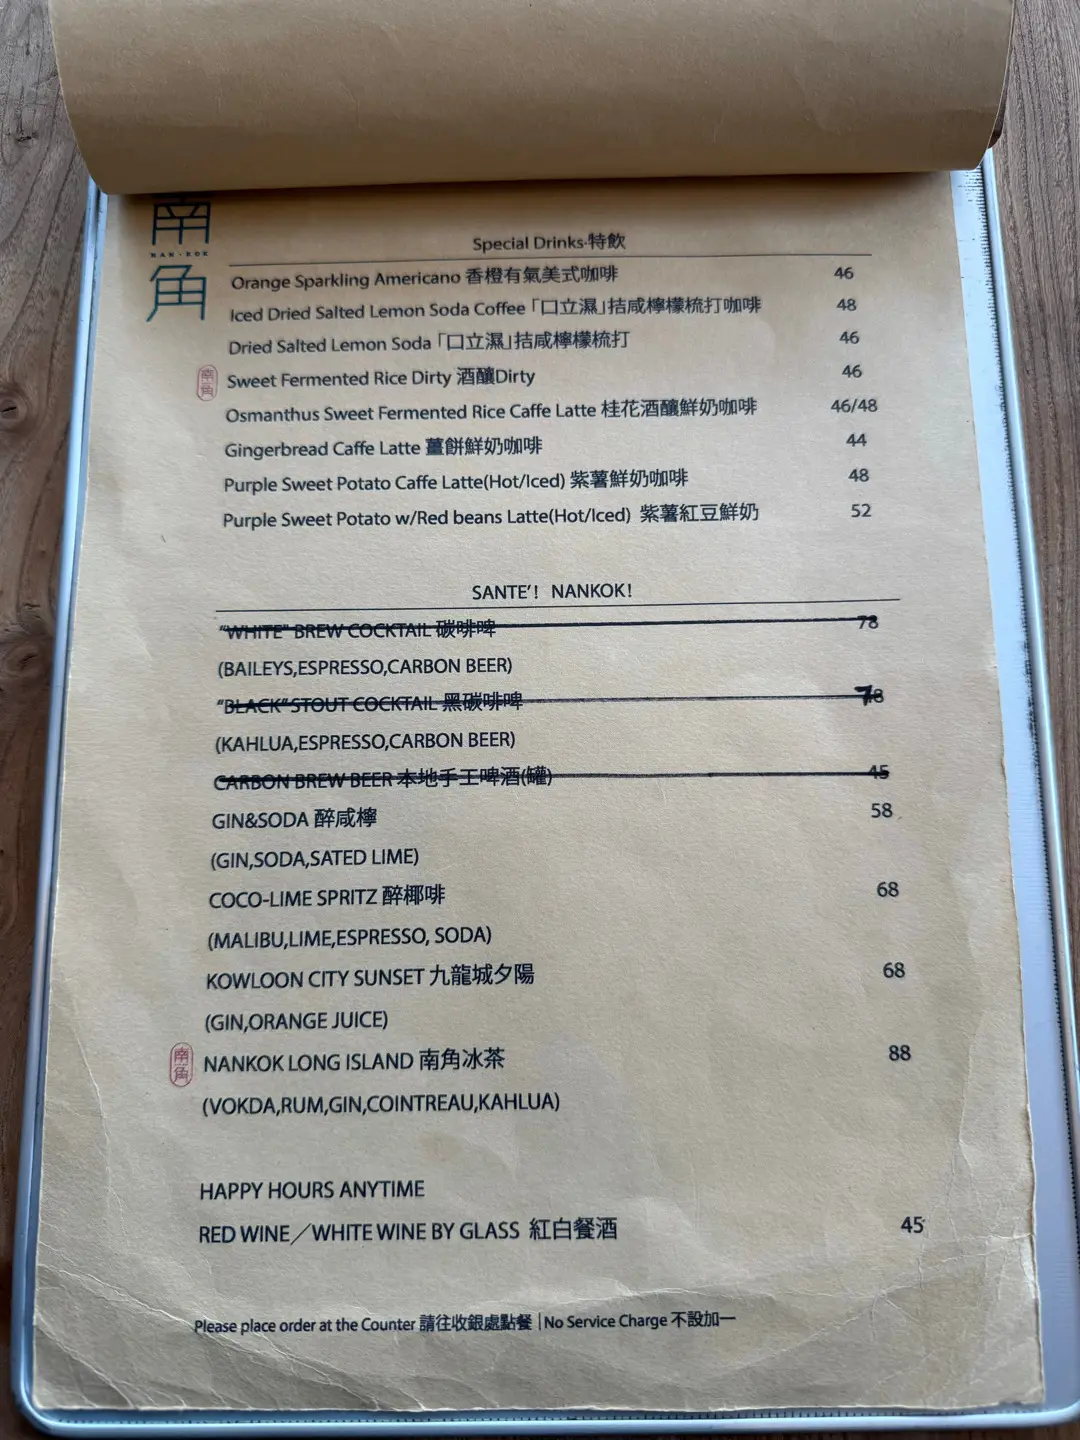 南
NAN·KOK
角
Special Drinks·特飲
Orange Sparkling Americano 香橙有氣美式咖啡 46
Iced Dried Salted Lemon Soda Coffee「口立濕」拮咸檸檬梳打咖啡 48
Dried Salted Lemon Soda「口立濕」拮咸檸檬梳打 46
南角 Sweet Fermented Rice Dirty 酒釀Dirty 46
Osmanthus Sweet Fermented Rice Caffe Latte 桂花酒釀鮮奶咖啡 46/48
Gingerbread Caffe Latte 薑餅鮮奶咖啡 44
Purple Sweet Potato Caffe Latte(Hot/Iced) 紫薯鮮奶咖啡 48
Purple Sweet Potato w/Red beans Latte(Hot/Iced) 紫薯紅豆鮮奶 52
SANTE'! NANKOK!
"WHITE" BREW COCKTAIL 碳啡啤 78
(BAILEYS,ESPRESSO,CARBON BEER)
"BLACK"STOUT COCKTAIL 黑碳啡啤 78
(KAHLUA,ESPRESSO,CARBON BEER)
CARBON BREW BEER 本地手工啤酒(罐) 45
GIN&SODA 醉咸檸 58
(GIN,SODA,SATED LIME)
COCO-LIME SPRITZ 醉椰啡 68
(MALIBU,LIME,ESPRESSO, SODA)
KOWLOON CITY SUNSET 九龍城夕陽 68
(GIN,ORANGE JUICE)
南角 NANKOK LONG ISLAND 南角冰茶 88
(VOKDA,RUM,GIN,COINTREAU,KAHLUA)
HAPPY HOURS ANYTIME
RED WINE／WHITE WINE BY GLASS 紅白餐酒 45
Please place order at the Counter 請往收銀處點餐 | No Service Charge 不設加一